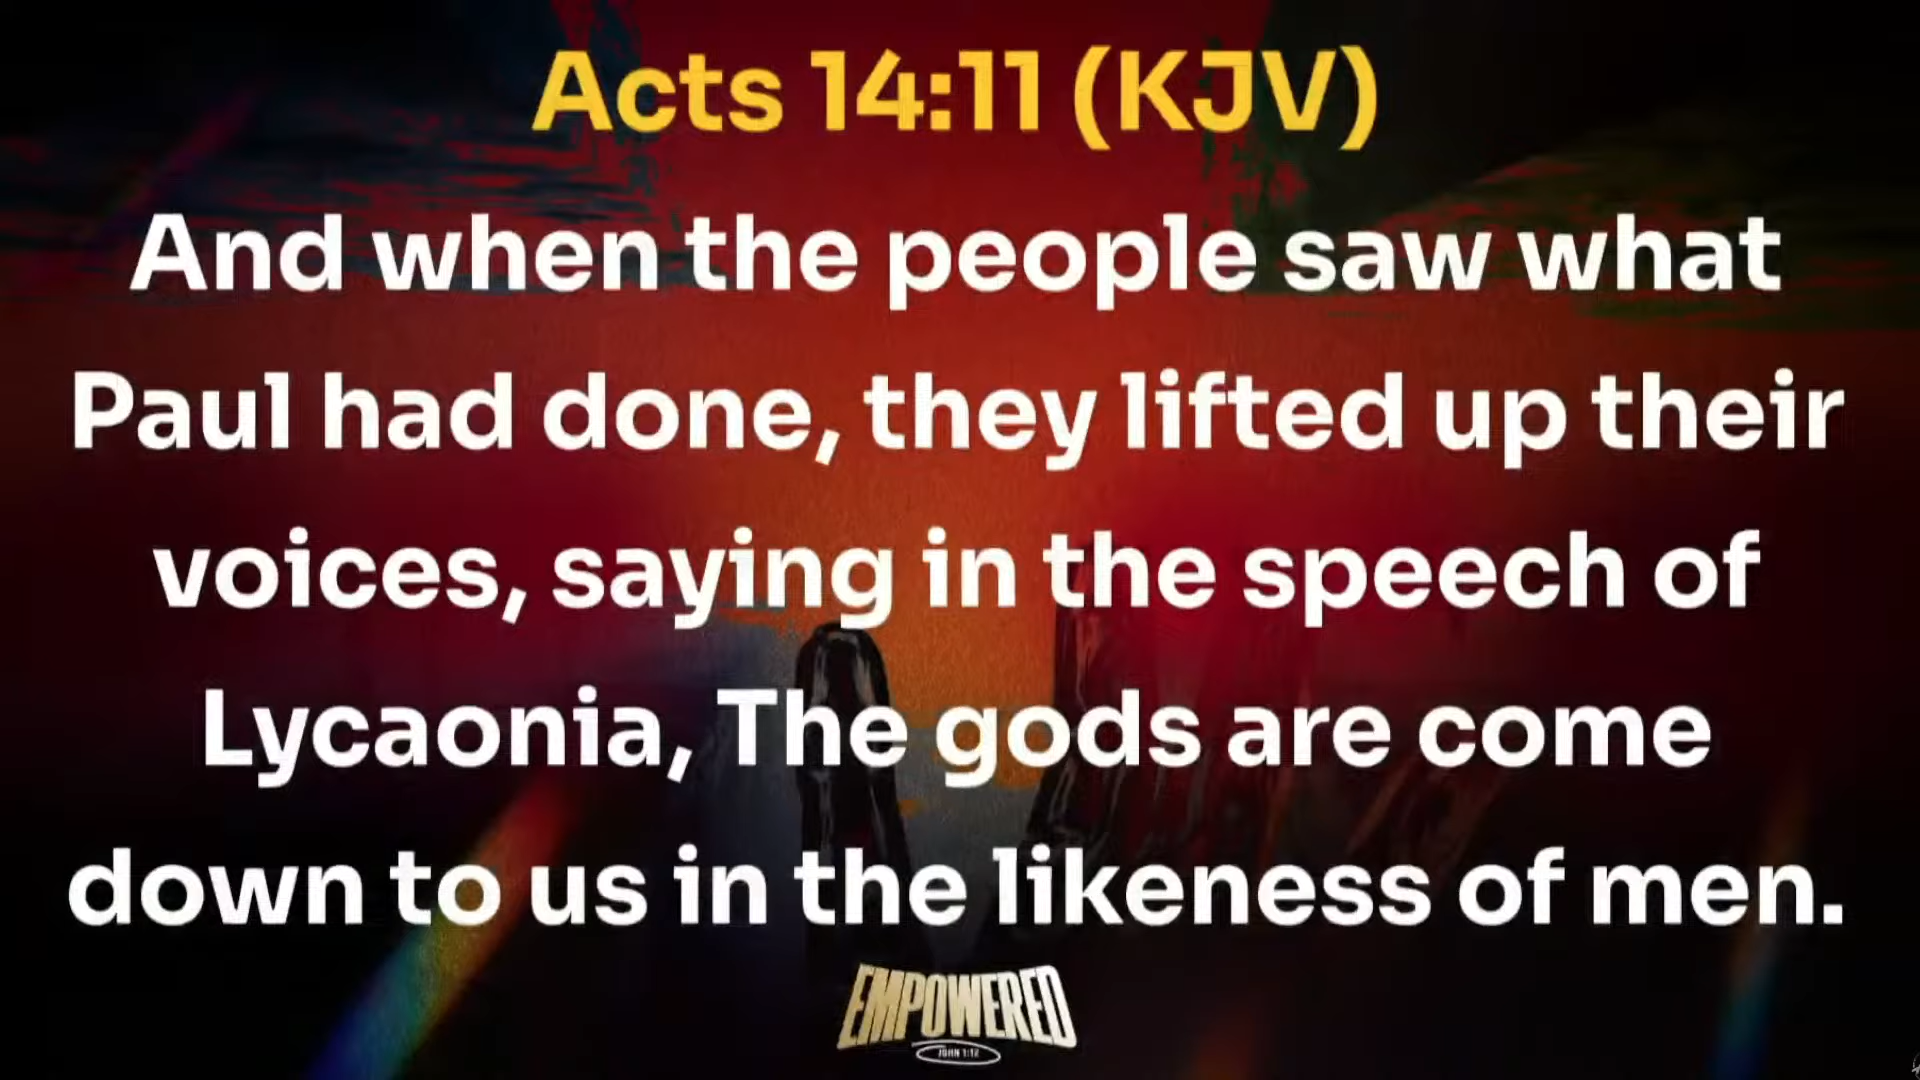 Acts 14:11 (KJV)
And when the people saw what
Paul had done, they lifted up their
voices, saying in the speech of
Lycaonia, The gods are come
down to us in the likeness of men.
EMPOWERED
JOHN 1:12